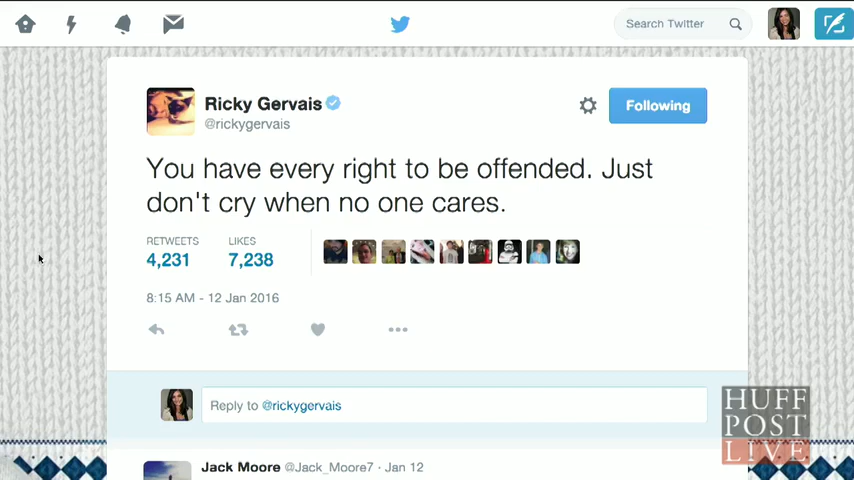 Search Twitter
Ricky Gervais
@rickygervais
Following
You have every right to be offended. Just
don't cry when no one cares.
RETWEETS LIKES
4,231 7,238
8:15 AM - 12 Jan 2016
Reply to @rickygervais
HUFF
POST
LIVE
Jack Moore @Jack_Moore7 · Jan 12